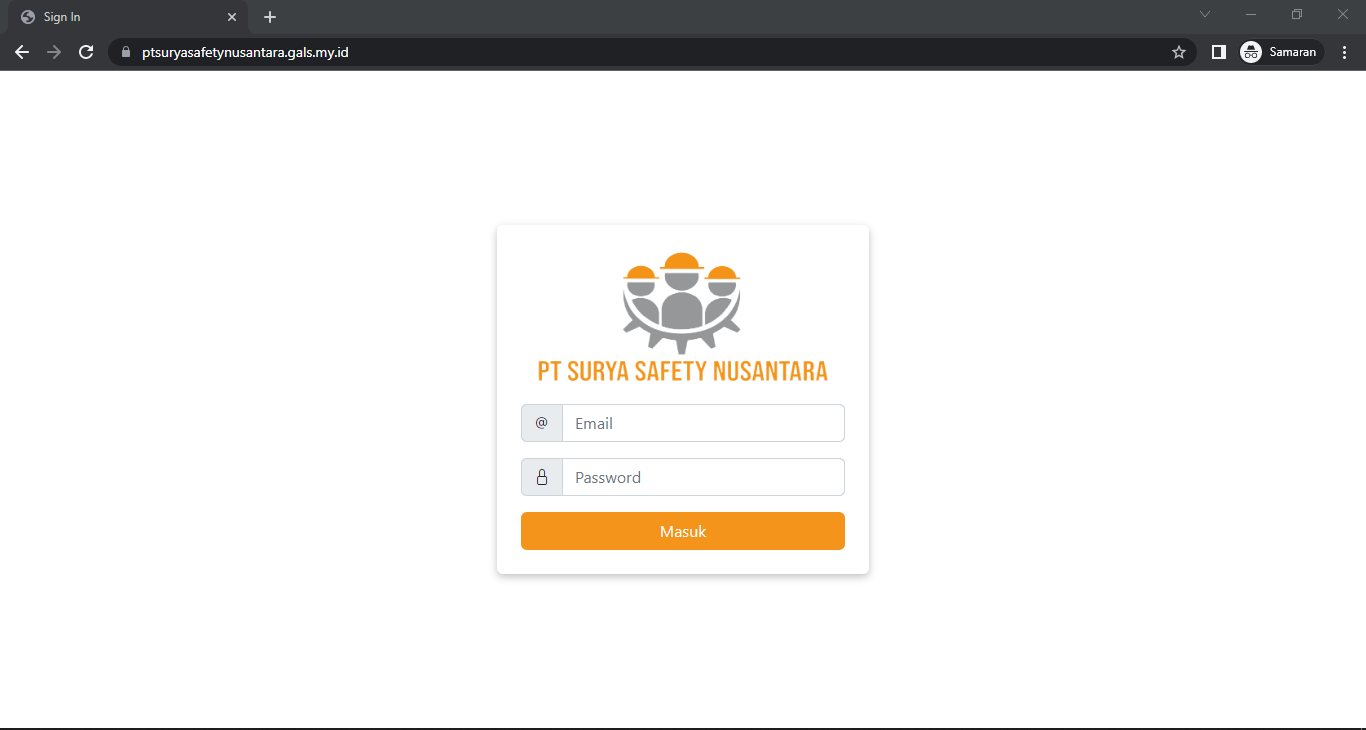 Sign In
ptsuryasafetynusantara.gals.my.id
Samaran
PT SURYA SAFETY NUSANTARA
@ Email
Password
Masuk